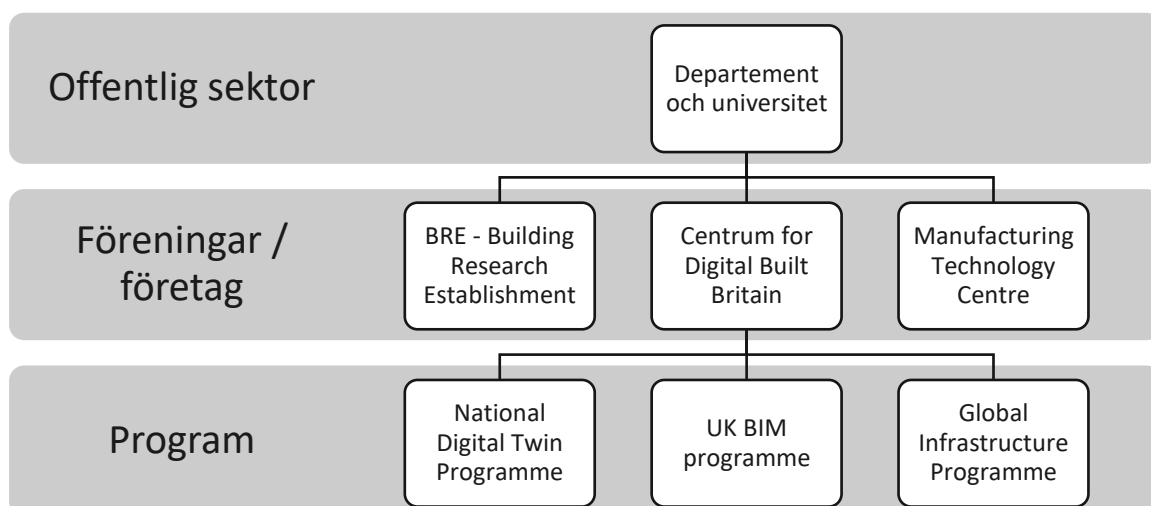 Offentlig sektor
Departement
och universitet
Föreningar /
företag
BRE - Building
Research
Establishment
Centrum for
Digital Built
Britain
Manufacturing
Technology
Centre
Program
National
Digital Twin
Programme
UK BIM
programme
Global
Infrastructure
Programme